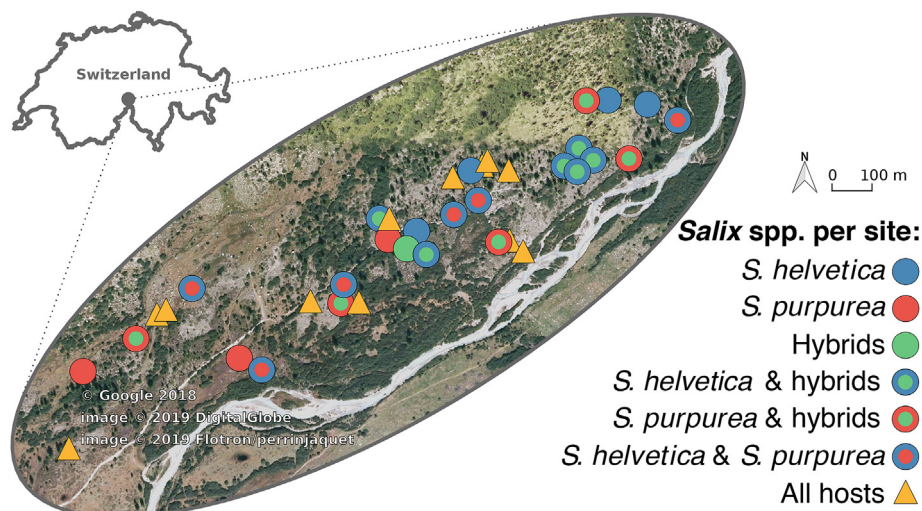 Switzerland
N
0 100 m
Salix spp. per site:
S. helvetica
S. purpurea
Hybrids
S. helvetica & hybrids
S. purpurea & hybrids
S. helvetica & S. purpurea
All hosts
© Google 2018
image © 2019 DigitalGlobe
image © 2019 Flotron/perrinjaquet